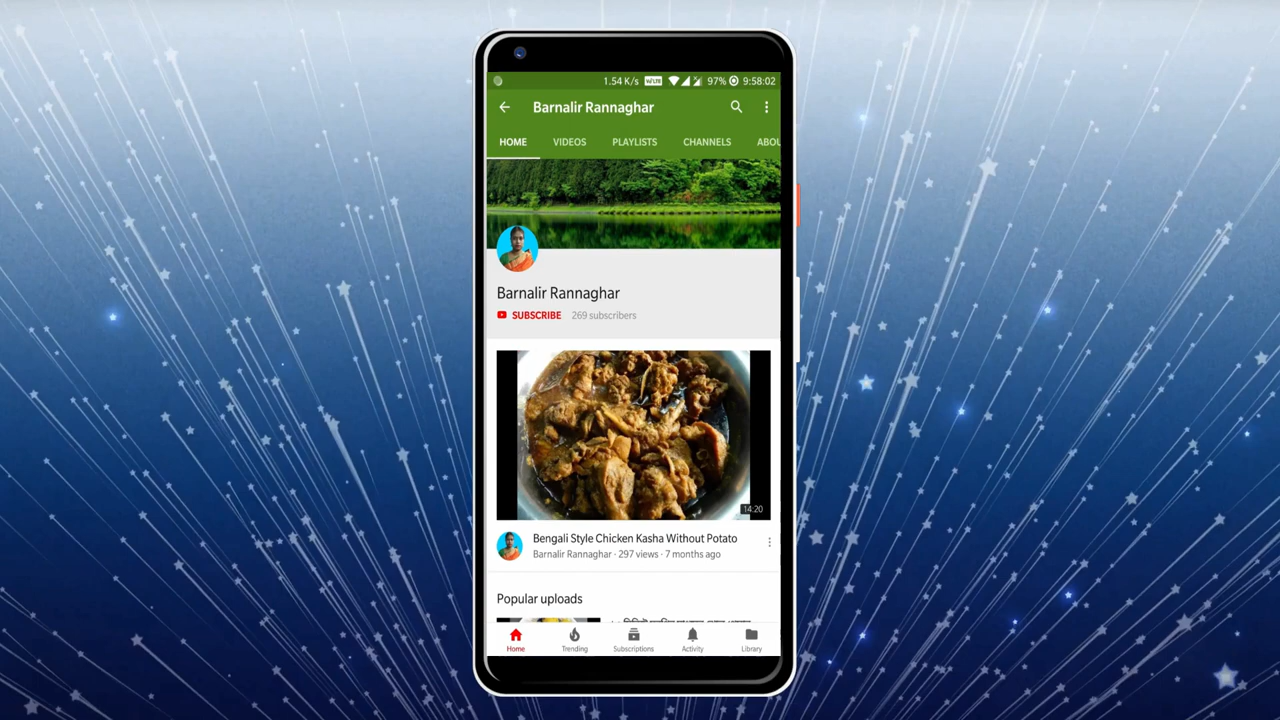 1.54 K/s VoLTE 97% 9:58:02
Barnalir Rannaghar
HOME VIDEOS PLAYLISTS CHANNELS ABOU
Barnalir Rannaghar
SUBSCRIBE 269 subscribers
14:20
Bengali Style Chicken Kasha Without Potato
Barnalir Rannaghar · 297 views · 7 months ago
Popular uploads
Home Trending Subscriptions Activity Library